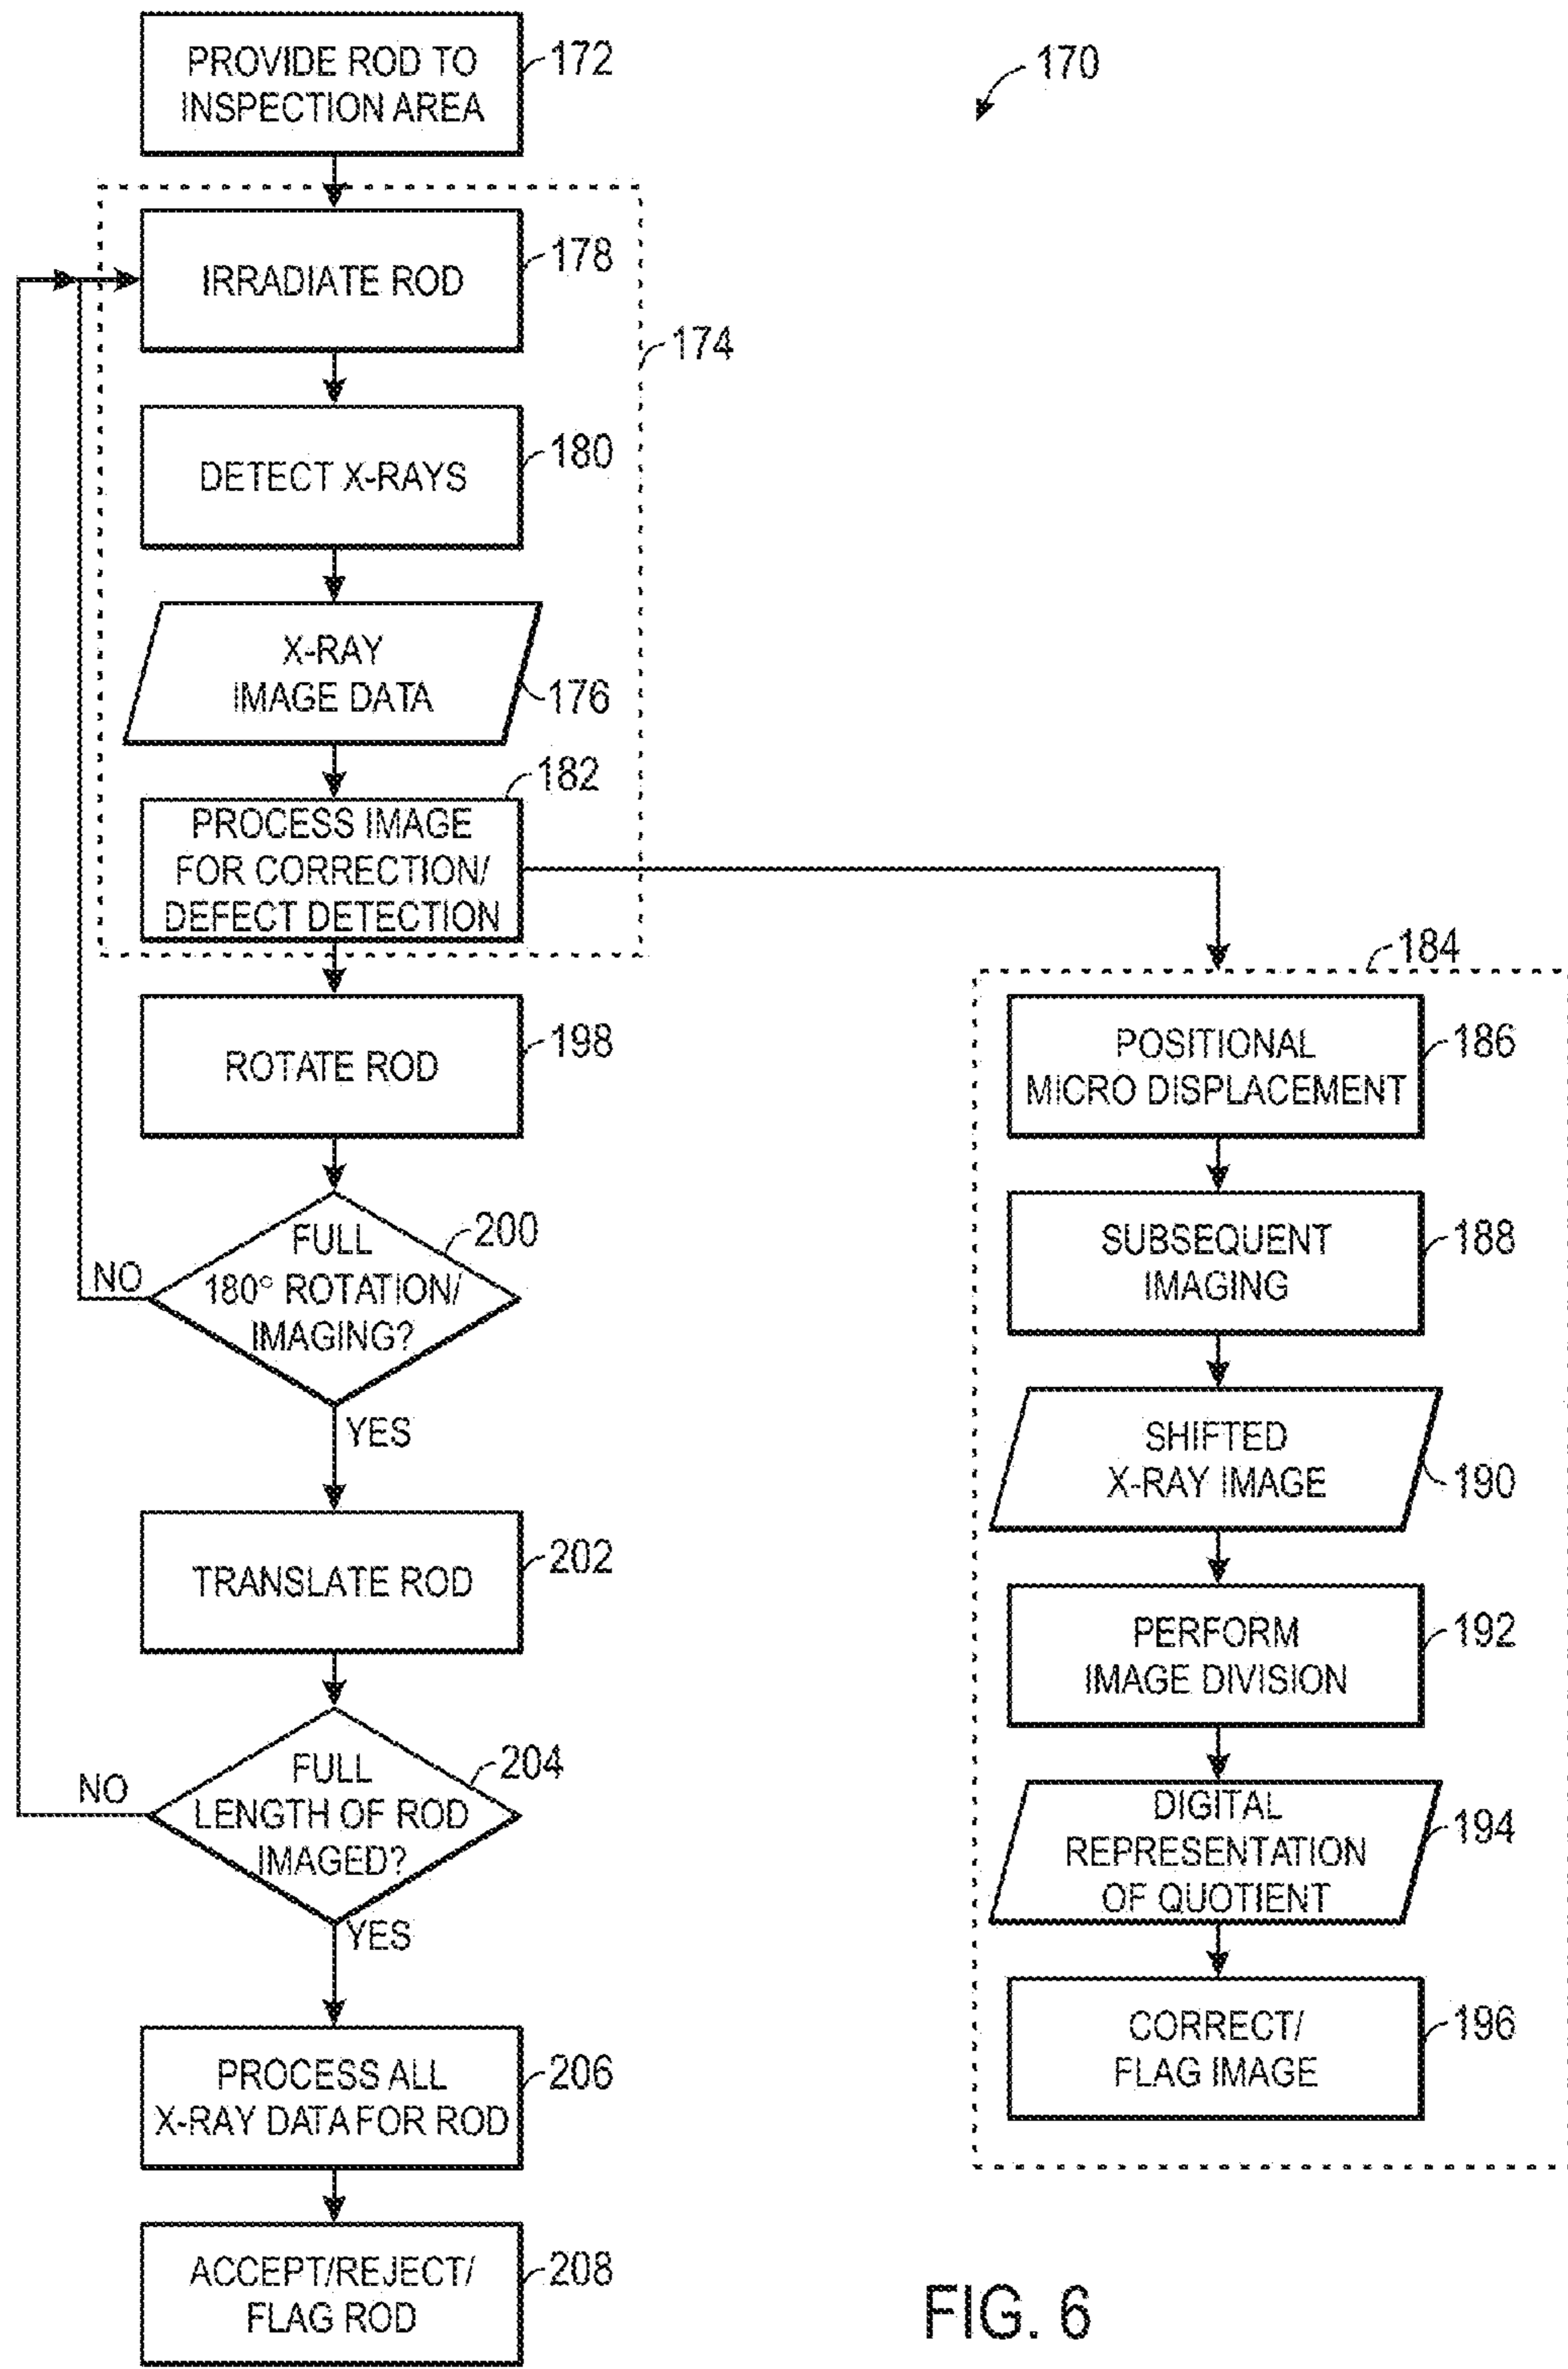 PROVIDE ROD TO
INSPECTION AREA
172
170
IRRADIATE ROD
178
174
DETECT X-RAYS
180
X-RAY
IMAGE DATA
176
182
PROCESS IMAGE
FOR CORRECTION/
DEFECT DETECTION
ROTATE ROD
198
FULL
180° ROTATION/
IMAGING?
200
NO
YES
TRANSLATE ROD
202
FULL
LENGTH OF ROD
IMAGED?
204
NO
YES
PROCESS ALL
X-RAY DATA FOR ROD
206
ACCEPT/REJECT/
FLAG ROD
208
184
POSITIONAL
MICRO DISPLACEMENT
186
SUBSEQUENT
IMAGING
188
SHIFTED
X-RAY IMAGE
190
PERFORM
IMAGE DIVISION
192
DIGITAL
REPRESENTATION
OF QUOTIENT
194
CORRECT/
FLAG IMAGE
196
FIG. 6